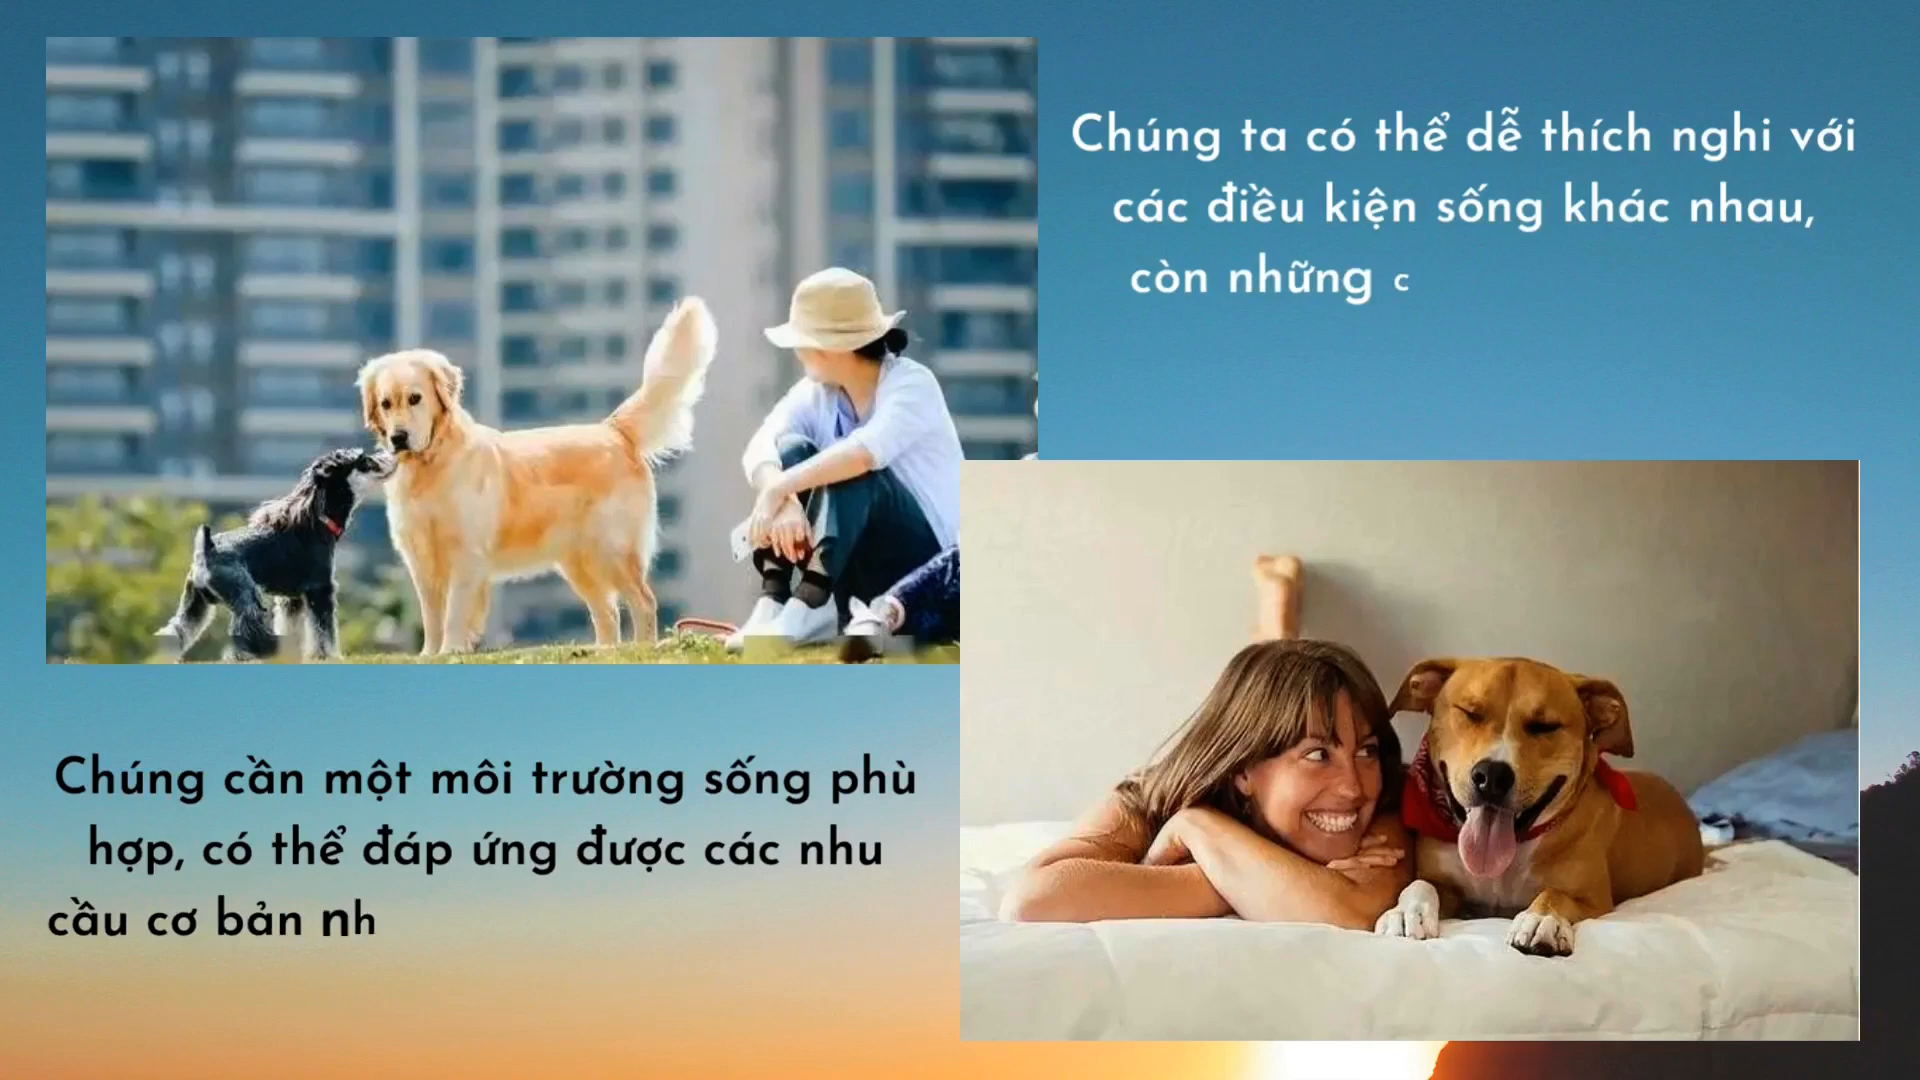 Chúng ta có thể dễ thích nghi với
các điều kiện sống khác nhau,
còn những c
Chúng cần một môi trường sống phù
hợp, có thể đáp ứng được các nhu
cầu cơ bản nh